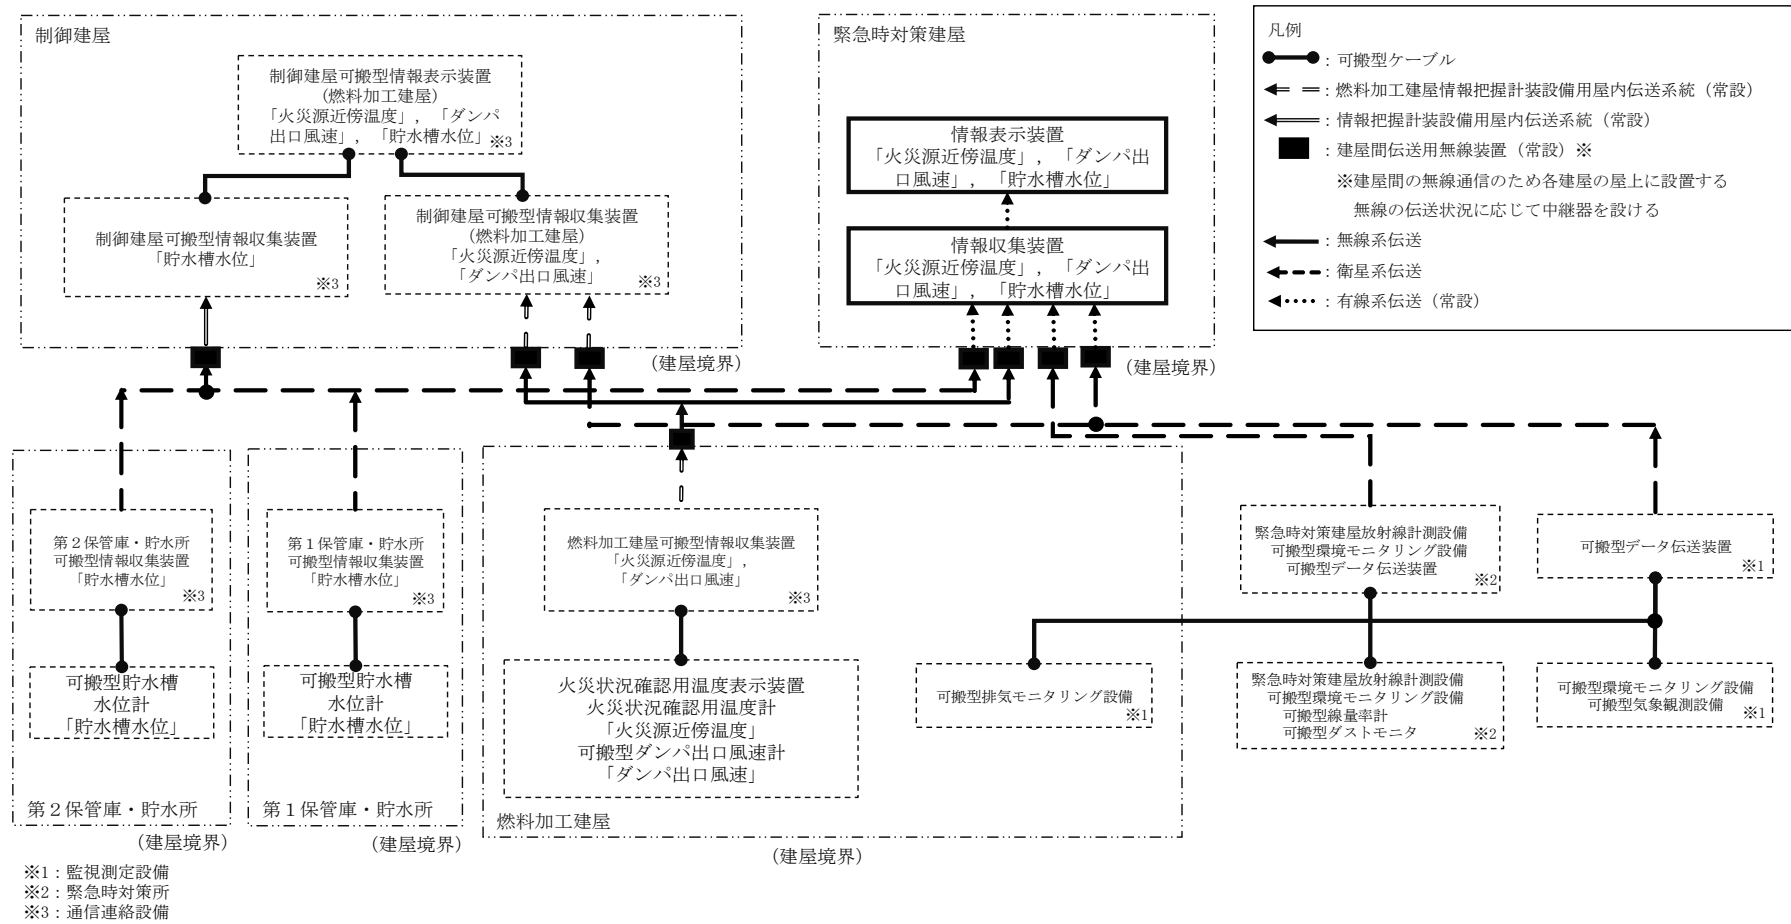 制御建屋
制御建屋可搬型情報表示装置
(燃料加工建屋)
「火災源近傍温度」,「ダンパ
出口風速」,「貯水槽水位」※3
制御建屋可搬型情報収集装置
「貯水槽水位」
※3
制御建屋可搬型情報収集装置
(燃料加工建屋)
「火災源近傍温度」,
「ダンパ出口風速」
※3
(建屋境界)
緊急時対策建屋
情報表示装置
「火災源近傍温度」,「ダンパ出
口風速」,「貯水槽水位」
情報収集装置
「火災源近傍温度」,「ダンパ出
口風速」,「貯水槽水位」
(建屋境界)
凡例
:可搬型ケーブル
:燃料加工建屋情報把握計装設備用屋内伝送系統(常設)
:情報把握計装設備用屋内伝送系統(常設)
:建屋間伝送用無線装置(常設)※
※建屋間の無線通信のため各建屋の屋上に設置する
無線の伝送状況に応じて中継器を設ける
:無線系伝送
:衛星系伝送
:有線系伝送(常設)
第2保管庫・貯水所
可搬型情報収集装置
「貯水槽水位」
※3
可搬型貯水槽
水位計
「貯水槽水位」
第2保管庫・貯水所
(建屋境界)
第1保管庫・貯水所
可搬型情報収集装置
「貯水槽水位」
※3
可搬型貯水槽
水位計
「貯水槽水位」
第1保管庫・貯水所
(建屋境界)
燃料加工建屋可搬型情報収集装置
「火災源近傍温度」,
「ダンパ出口風速」
※3
火災状況確認用温度表示装置
火災状況確認用温度計
「火災源近傍温度」
可搬型ダンパ出口風速計
「ダンパ出口風速」
可搬型排気モニタリング設備
※1
燃料加工建屋
(建屋境界)
緊急時対策建屋放射線計測設備
可搬型環境モニタリング設備
可搬型データ伝送装置
※2
緊急時対策建屋放射線計測設備
可搬型環境モニタリング設備
可搬型線量率計
可搬型ダストモニタ
※2
可搬型データ伝送装置
※1
可搬型環境モニタリング設備
可搬型気象観測設備
※1
※1:監視測定設備
※2:緊急時対策所
※3:通信連絡設備